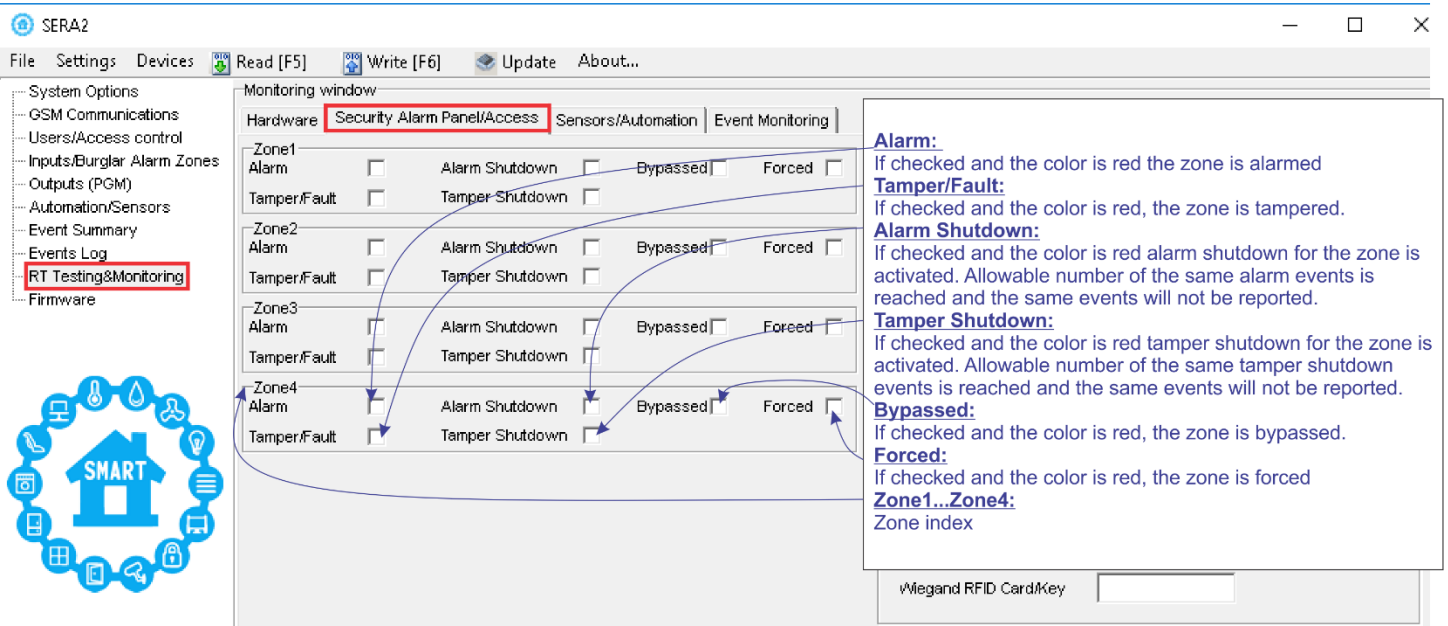 SERA2
File Settings Devices Read [F5] Write [F6] Update About...
System Options
GSM Communications
Users/Access control
Inputs/Burglar Alarm Zones
Outputs (PGM)
Automation/Sensors
Event Summary
Events Log
RT Testing&Monitoring
Firmware
SMART
Monitoring window
Hardware Security Alarm Panel/Access Sensors/Automation Event Monitoring
Zone1
Alarm Alarm Shutdown Bypassed Forced
Tamper/Fault Tamper Shutdown
Zone2
Alarm Alarm Shutdown Bypassed Forced
Tamper/Fault Tamper Shutdown
Zone3
Alarm Alarm Shutdown Bypassed Forced
Tamper/Fault Tamper Shutdown
Zone4
Alarm Alarm Shutdown Bypassed Forced
Tamper/Fault Tamper Shutdown
Alarm:
If checked and the color is red the zone is alarmed
Tamper/Fault:
If checked and the color is red, the zone is tampered.
Alarm Shutdown:
If checked and the color is red alarm shutdown for the zone is
activated. Allowable number of the same alarm events is
reached and the same events will not be reported.
Tamper Shutdown:
If checked and the color is red tamper shutdown for the zone is
activated. Allowable number of the same tamper shutdown
events is reached and the same events will not be reported.
Bypassed:
If checked and the color is red, the zone is bypassed.
Forced:
If checked and the color is red, the zone is forced
Zone1...Zone4:
Zone index
Wiegand RFID Card/Key